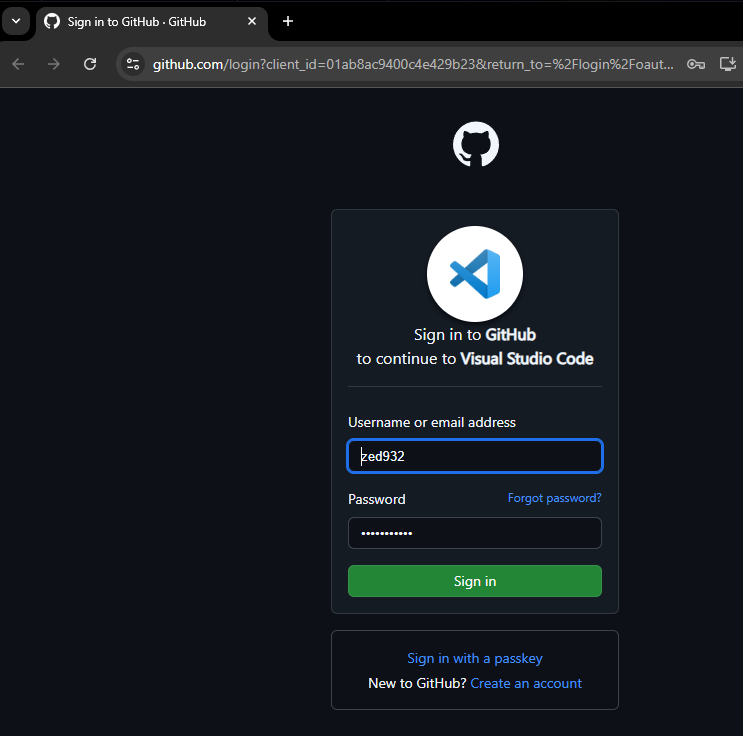 Sign in to GitHub · GitHub
github.com/login?client_id=01ab8ac9400c4e429b23&return_to=%2Flogin%2Foaut...
Sign in to GitHub
to continue to Visual Studio Code
Username or email address
zed932
Password Forgot password?
•••••••••••
Sign in
Sign in with a passkey
New to GitHub? Create an account